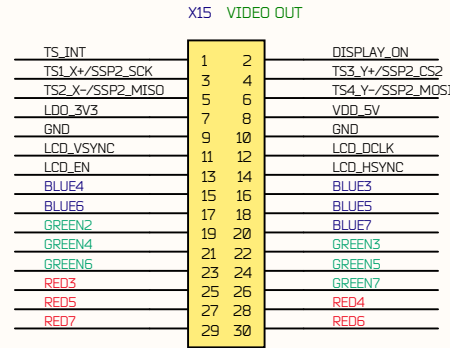 X15 VIDEO OUT
TS_INT 1 2 DISPLAY_ON
TS1_X+/SSP2_SCK 3 4 TS3_Y+/SSP2_CS2
TS2_X-/SSP2_MISO 5 6 TS4_Y-/SSP2_MOSI
LDO_3V3 7 8 VDD_5V
GND 9 10 GND
LCD_VSYNC 11 12 LCD_DCLK
LCD_EN 13 14 LCD_HSYNC
BLUE4 15 16 BLUE3
BLUE6 17 18 BLUE5
GREEN2 19 20 BLUE7
GREEN4 21 22 GREEN3
GREEN6 23 24 GREEN5
RED3 25 26 GREEN7
RED5 27 28 RED4
RED7 29 30 RED6